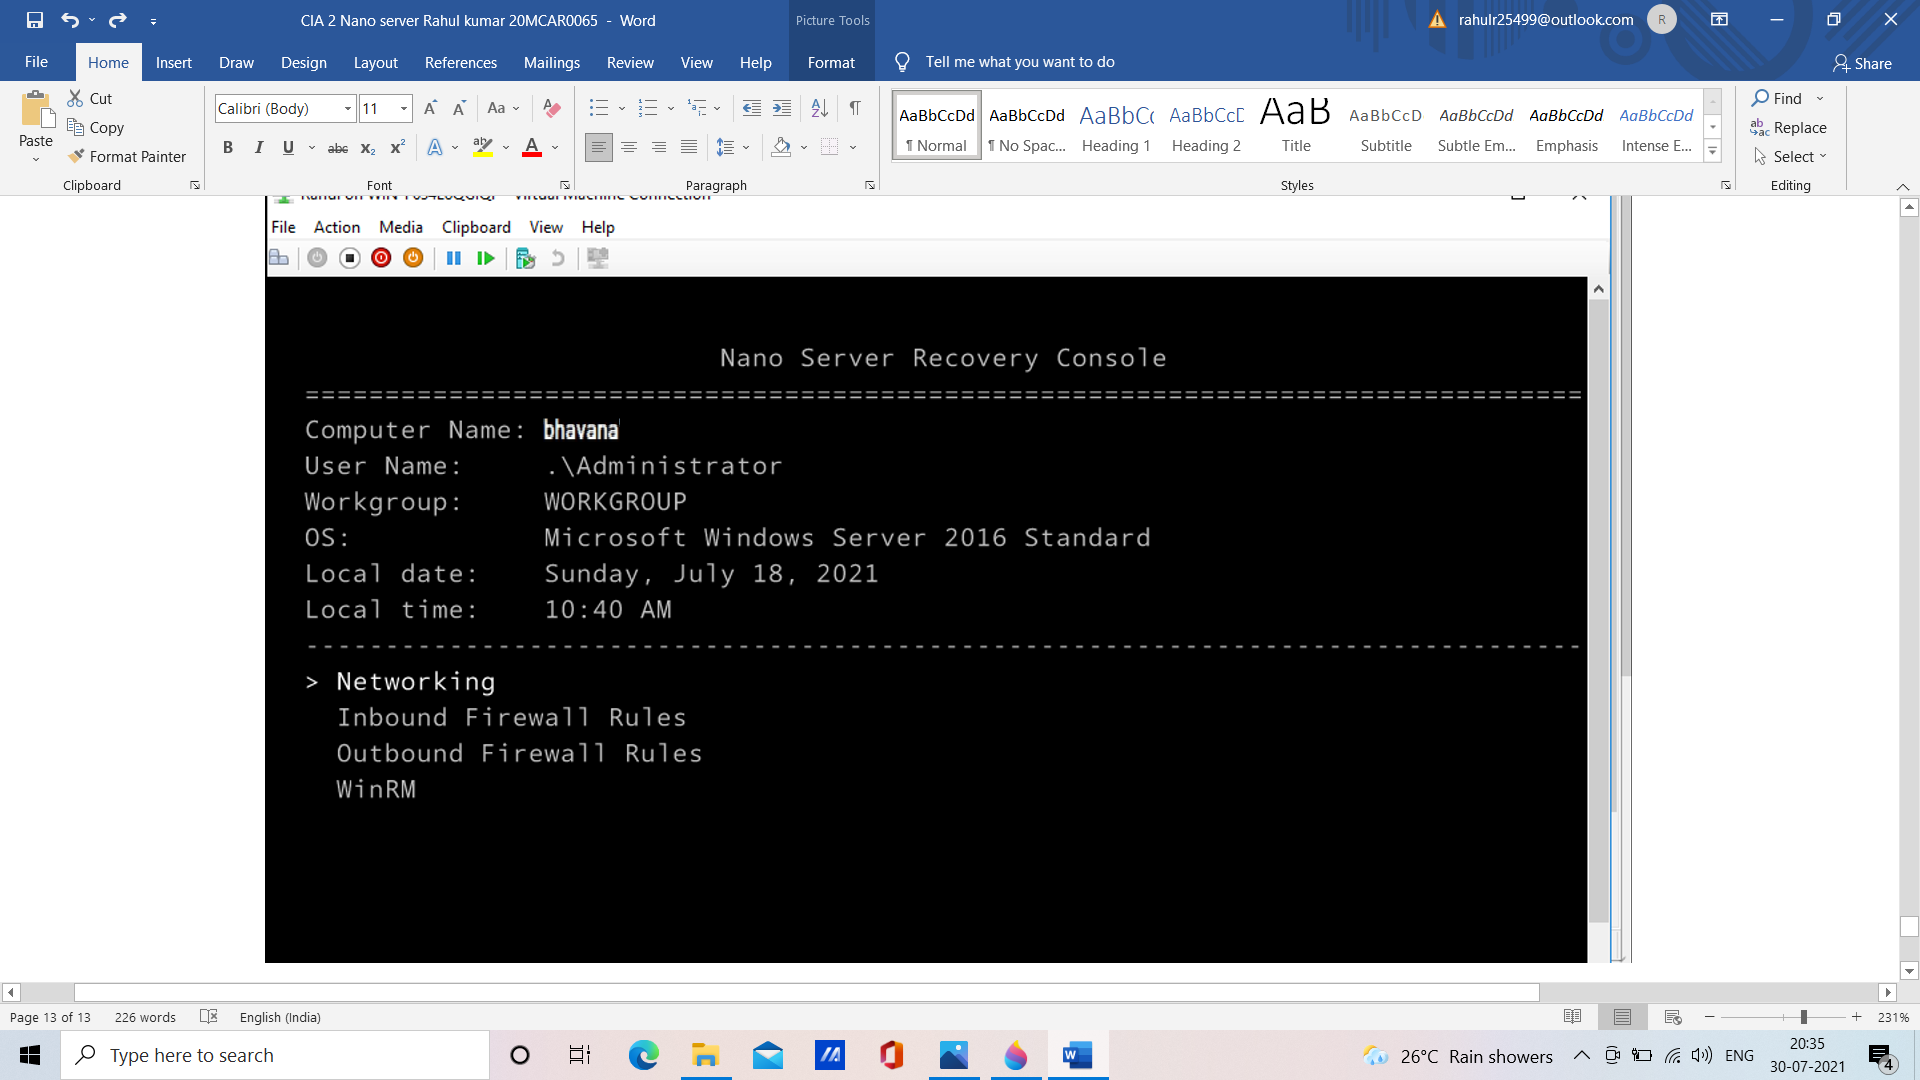 CIA 2 Nano server Rahul kumar 20MCAR0065 - Word
Picture Tools
rahulr25499@outlook.com
R
File Home Insert Draw Design Layout References Mailings Review View Help Format Tell me what you want to do
Share
Paste
Cut
Copy
Format Painter
Clipboard
Calibri (Body) 11
Aa
B I U abc x₂ x² A ab A
Font
Paragraph
AaBbCcDd AaBbCcDd AaBbCc AaBbCcD AaB AaBbCcD AaBbCcDd AaBbCcDd AaBbCcDd
¶ Normal ¶ No Spac... Heading 1 Heading 2 Title Subtitle Subtle Em... Emphasis Intense E...
Styles
Find
Replace
Select
Editing
File Action Media Clipboard View Help
Nano Server Recovery Console
================================================================================
Computer Name: bhavana
User Name: .\Administrator
Workgroup: WORKGROUP
OS: Microsoft Windows Server 2016 Standard
Local date: Sunday, July 18, 2021
Local time: 10:40 AM
--------------------------------------------------------------------------------
> Networking
Inbound Firewall Rules
Outbound Firewall Rules
WinRM
Page 13 of 13 226 words English (India)
231%
Type here to search
26°C Rain showers
ENG
20:35
30-07-2021
4